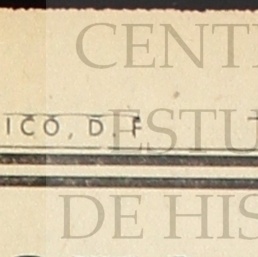 CENT
ICO, D. F.
ESTU
DE HIS